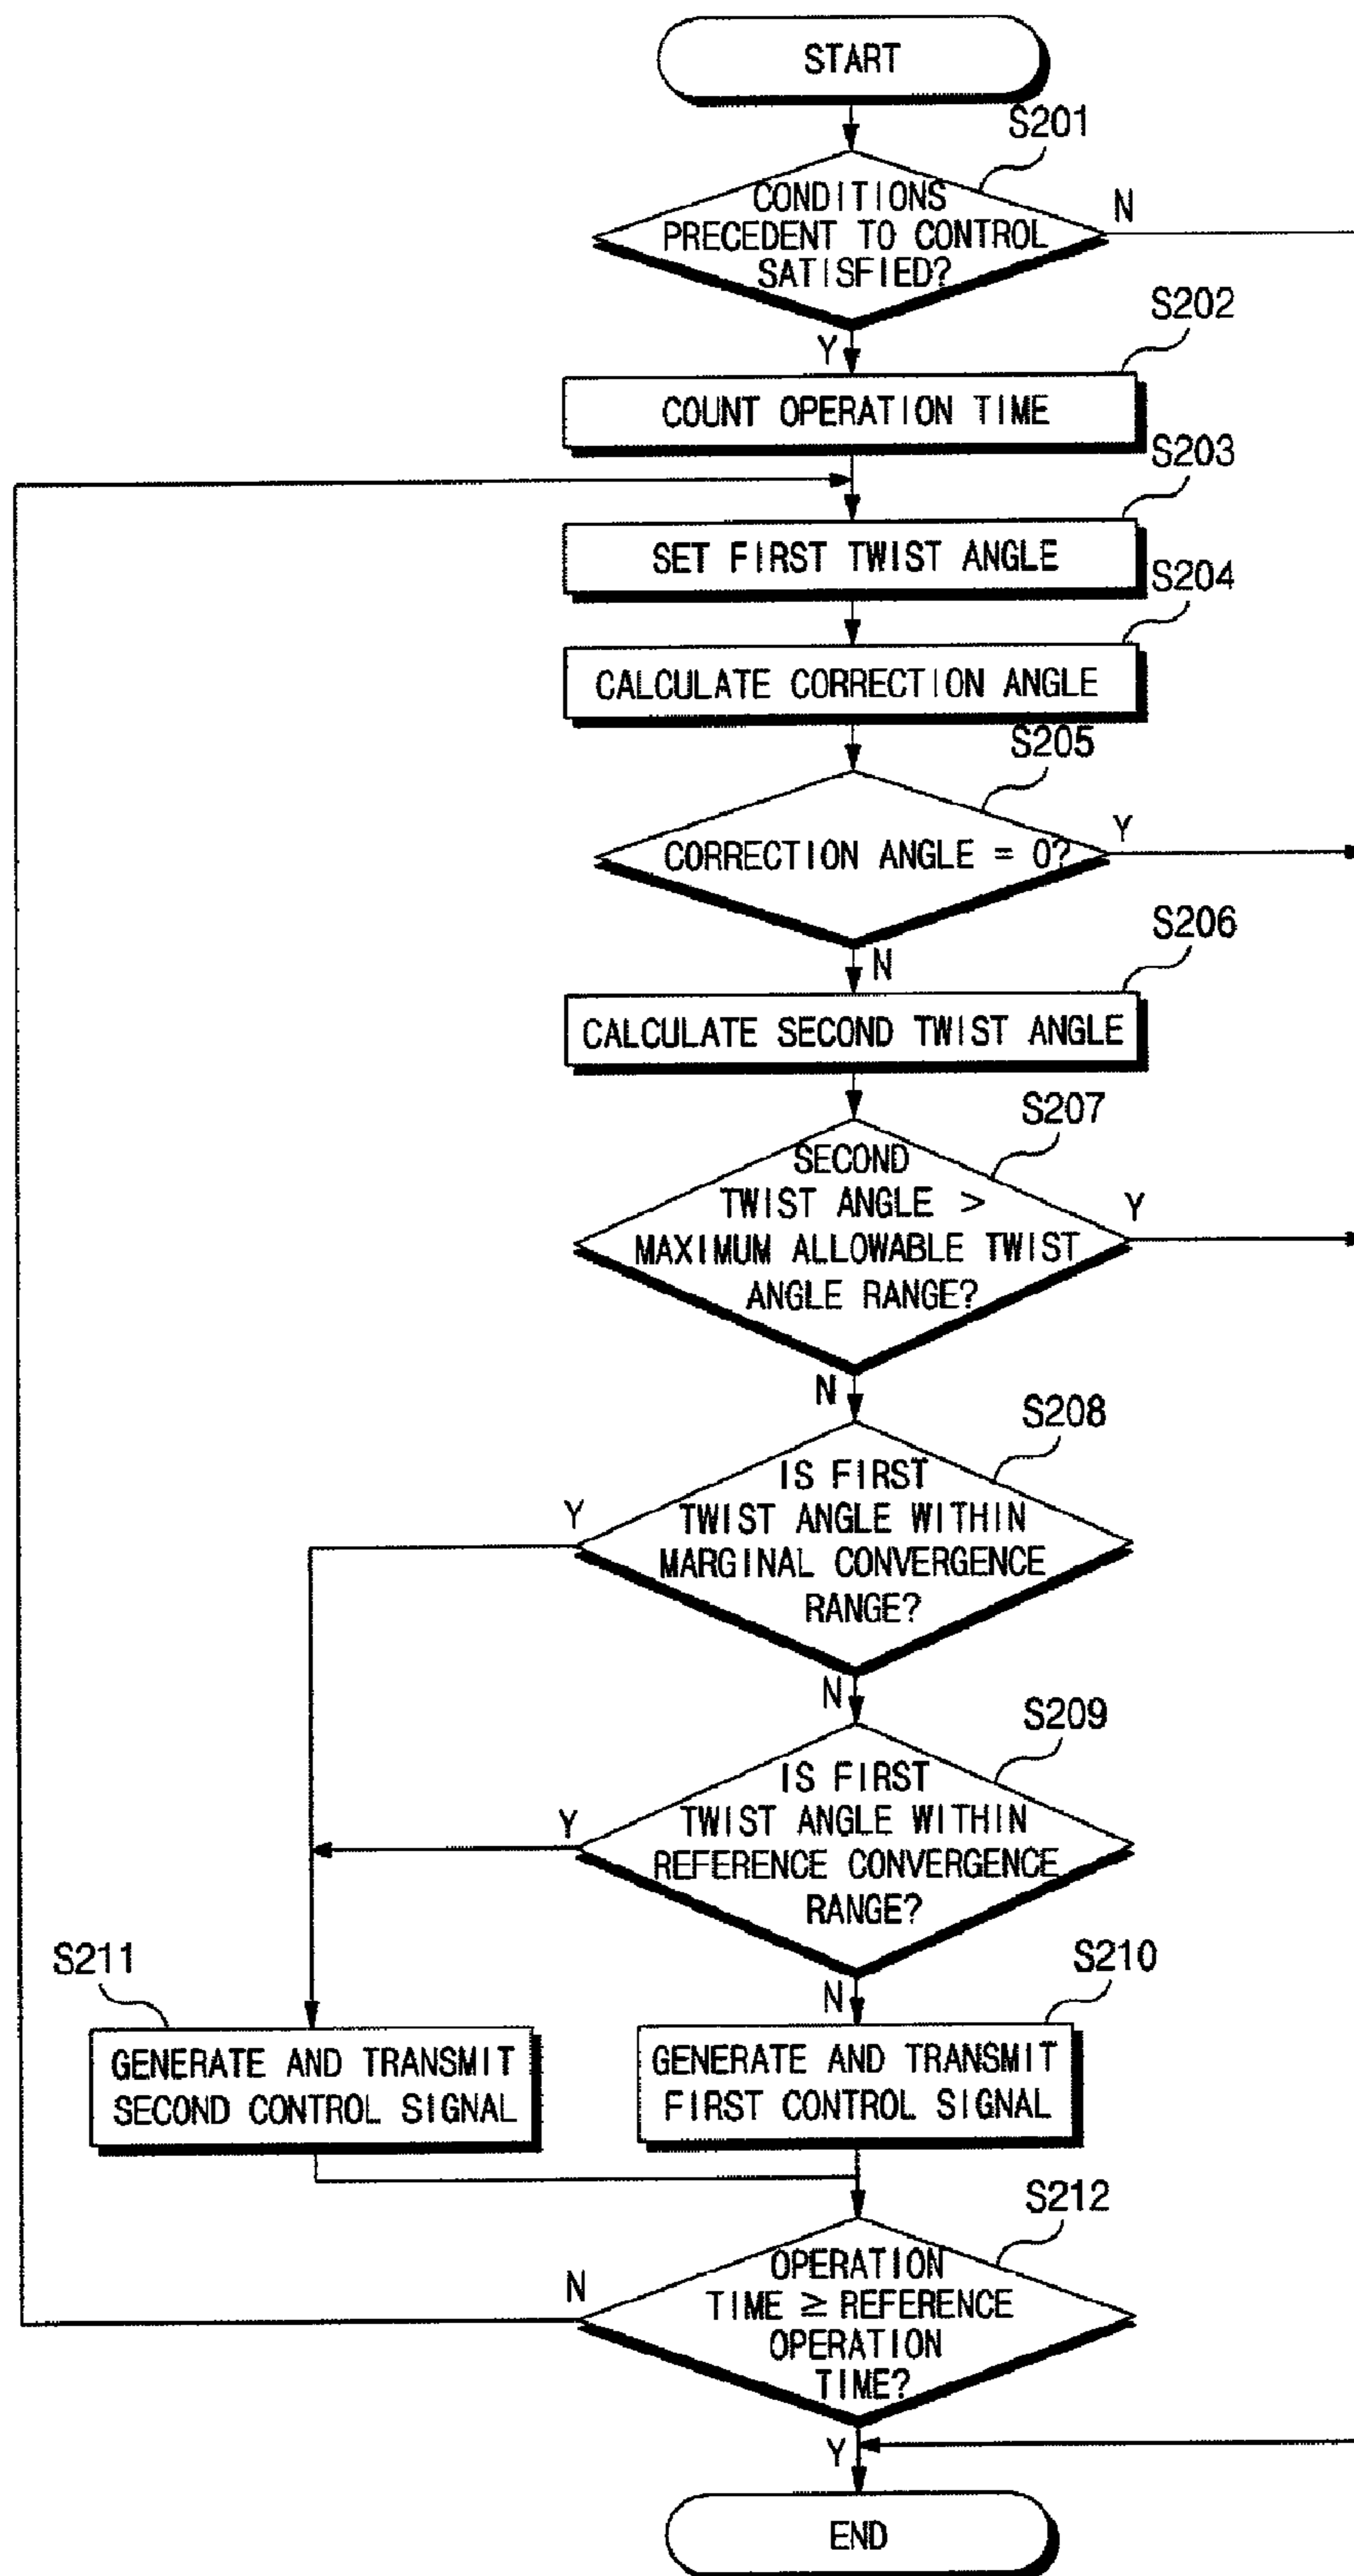 START
S201
CONDITIONS
PRECEDENT TO CONTROL
SATISFIED?
N
S202
Y
COUNT OPERATION TIME
S203
SET FIRST TWIST ANGLE
S204
CALCULATE CORRECTION ANGLE
S205
CORRECTION ANGLE = 0?
Y
S206
N
CALCULATE SECOND TWIST ANGLE
S207
SECOND
TWIST ANGLE >
MAXIMUM ALLOWABLE TWIST
ANGLE RANGE?
Y
N
S208
IS FIRST
TWIST ANGLE WITHIN
MARGINAL CONVERGENCE
RANGE?
Y
N
S209
IS FIRST
TWIST ANGLE WITHIN
REFERENCE CONVERGENCE
RANGE?
Y
S211
S210
N
GENERATE AND TRANSMIT
SECOND CONTROL SIGNAL
GENERATE AND TRANSMIT
FIRST CONTROL SIGNAL
S212
OPERATION
TIME ≥ REFERENCE
OPERATION
TIME?
N
Y
END